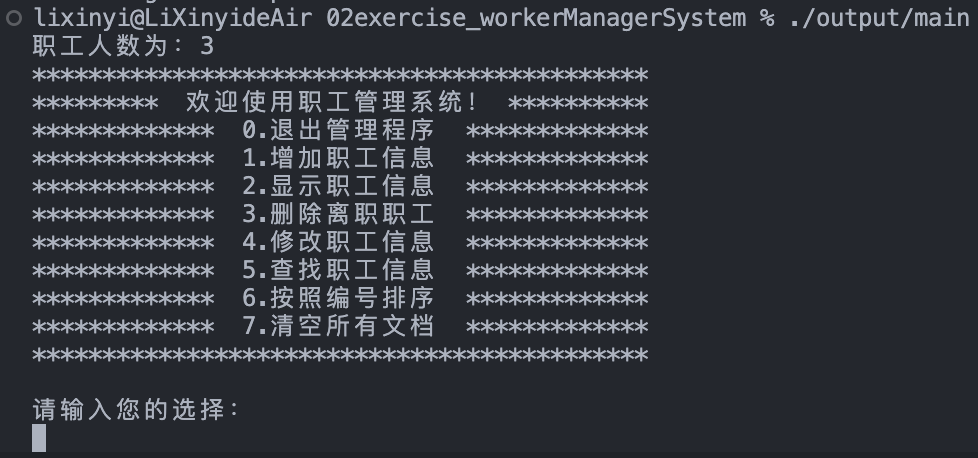 lixinyi@LiXinyideAir 02exercise_workerManagerSystem % ./output/main
职工人数为：3
********************************************
*********  欢迎使用职工管理系统！ **********
*************  0.退出管理程序  *************
*************  1.增加职工信息  *************
*************  2.显示职工信息  *************
*************  3.删除离职职工  *************
*************  4.修改职工信息  *************
*************  5.查找职工信息  *************
*************  6.按照编号排序  *************
*************  7.清空所有文档  *************
********************************************
请输入您的选择：